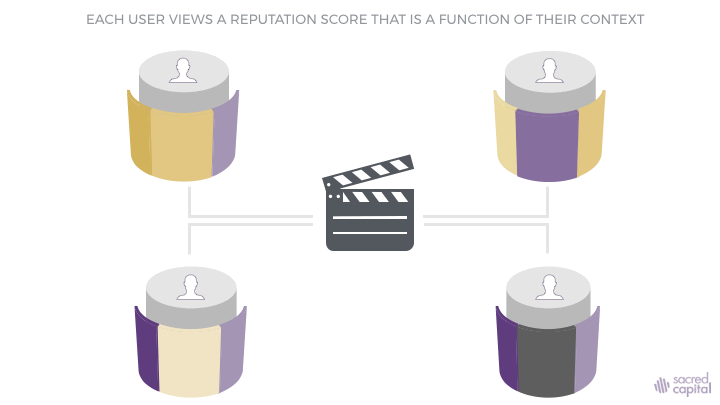 EACH USER VIEWS A REPUTATION SCORE THAT IS A FUNCTION OF THEIR CONTEXT
sacred
capital